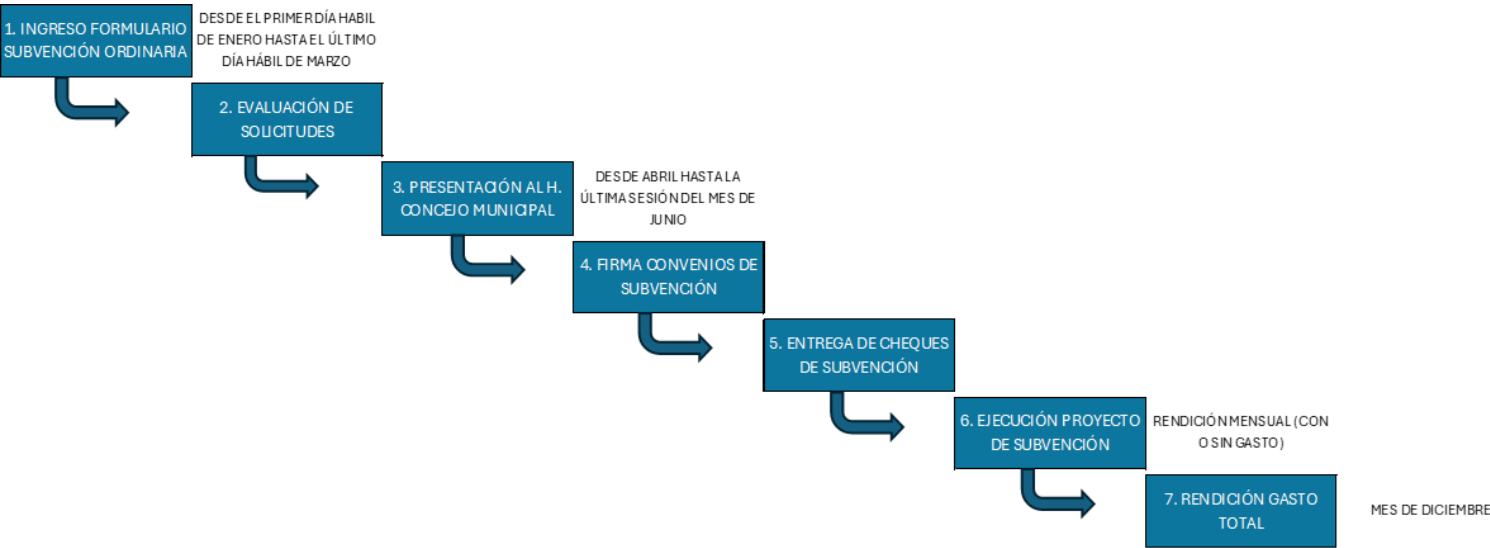 1. INGRESO FORMULARIO
SUBVENCIÓN ORDINARIA
DESDE EL PRIMER DÍA HABIL
DE ENERO HASTA EL ÚLTIMO
DÍA HÁBIL DE MARZO
2. EVALUACIÓN DE
SOLICITUDES
3. PRESENTACIÓN AL H.
CONCEJO MUNICIPAL
DESDE ABRIL HASTA LA
ÚLTIMA SESIÓN DEL MES DE
JUNIO
4. FIRMA CONVENIOS DE
SUBVENCIÓN
5. ENTREGA DE CHEQUES
DE SUBVENCIÓN
6. EJECUCIÓN PROYECTO
DE SUBVENCIÓN
RENDICIÓN MENSUAL (CON
O SIN GASTO)
7. RENDICIÓN GASTO
TOTAL
MES DE DICIEMBRE